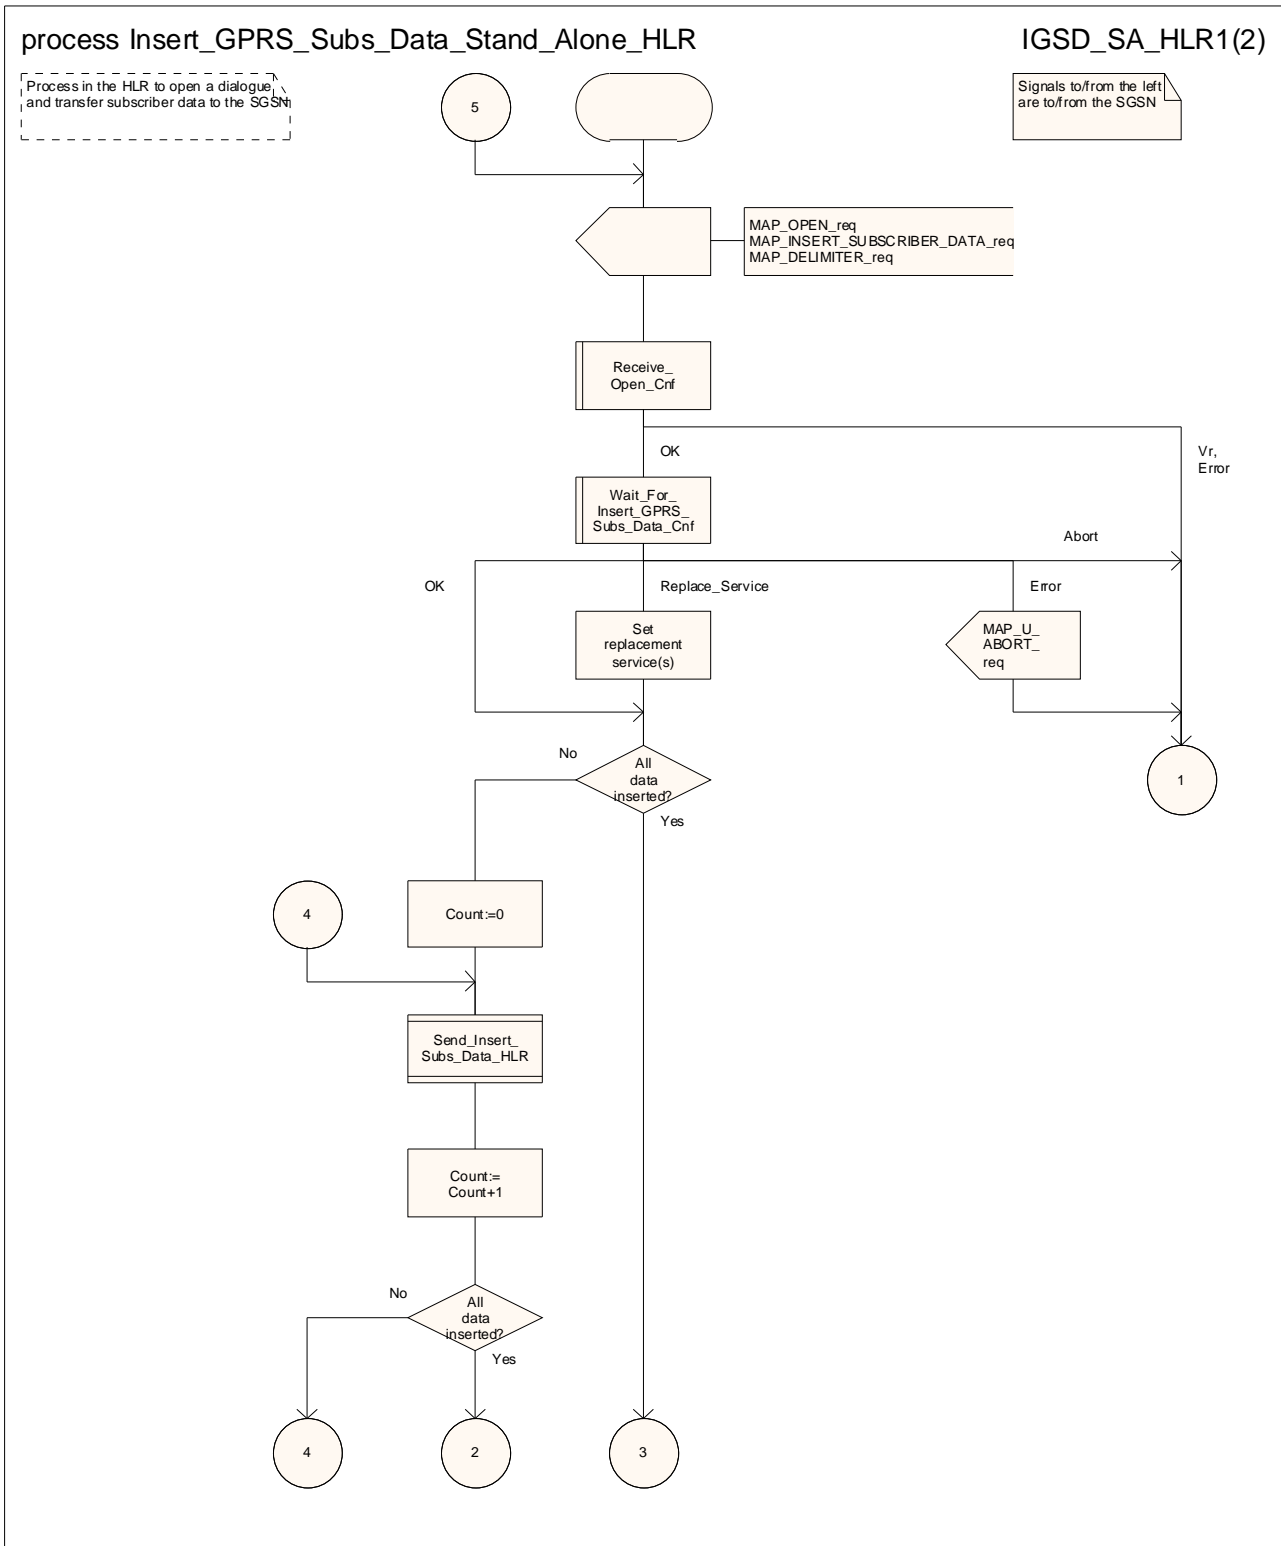 process Insert_GPRS_Subs_Data_Stand_Alone_HLR
IGSD_SA_HLR1(2)
Process in the HLR to open a dialogue
and transfer subscriber data to the SGSN
5
Signals to/from the left
are to/from the SGSN
MAP_OPEN_req
MAP_INSERT_SUBSCRIBER_DATA_req
MAP_DELIMITER_req
Receive_
Open_Cnf
OK
Vr,
Error
Wait_For_
Insert_GPRS_
Subs_Data_Cnf
Abort
OK
Replace_Service
Error
Set
replacement
service(s)
MAP_U_
ABORT_
req
No
All
data
inserted?
Yes
1
4
Count:=0
Send_Insert_
Subs_Data_HLR
Count:=
Count+1
No
All
data
inserted?
Yes
4
2
3